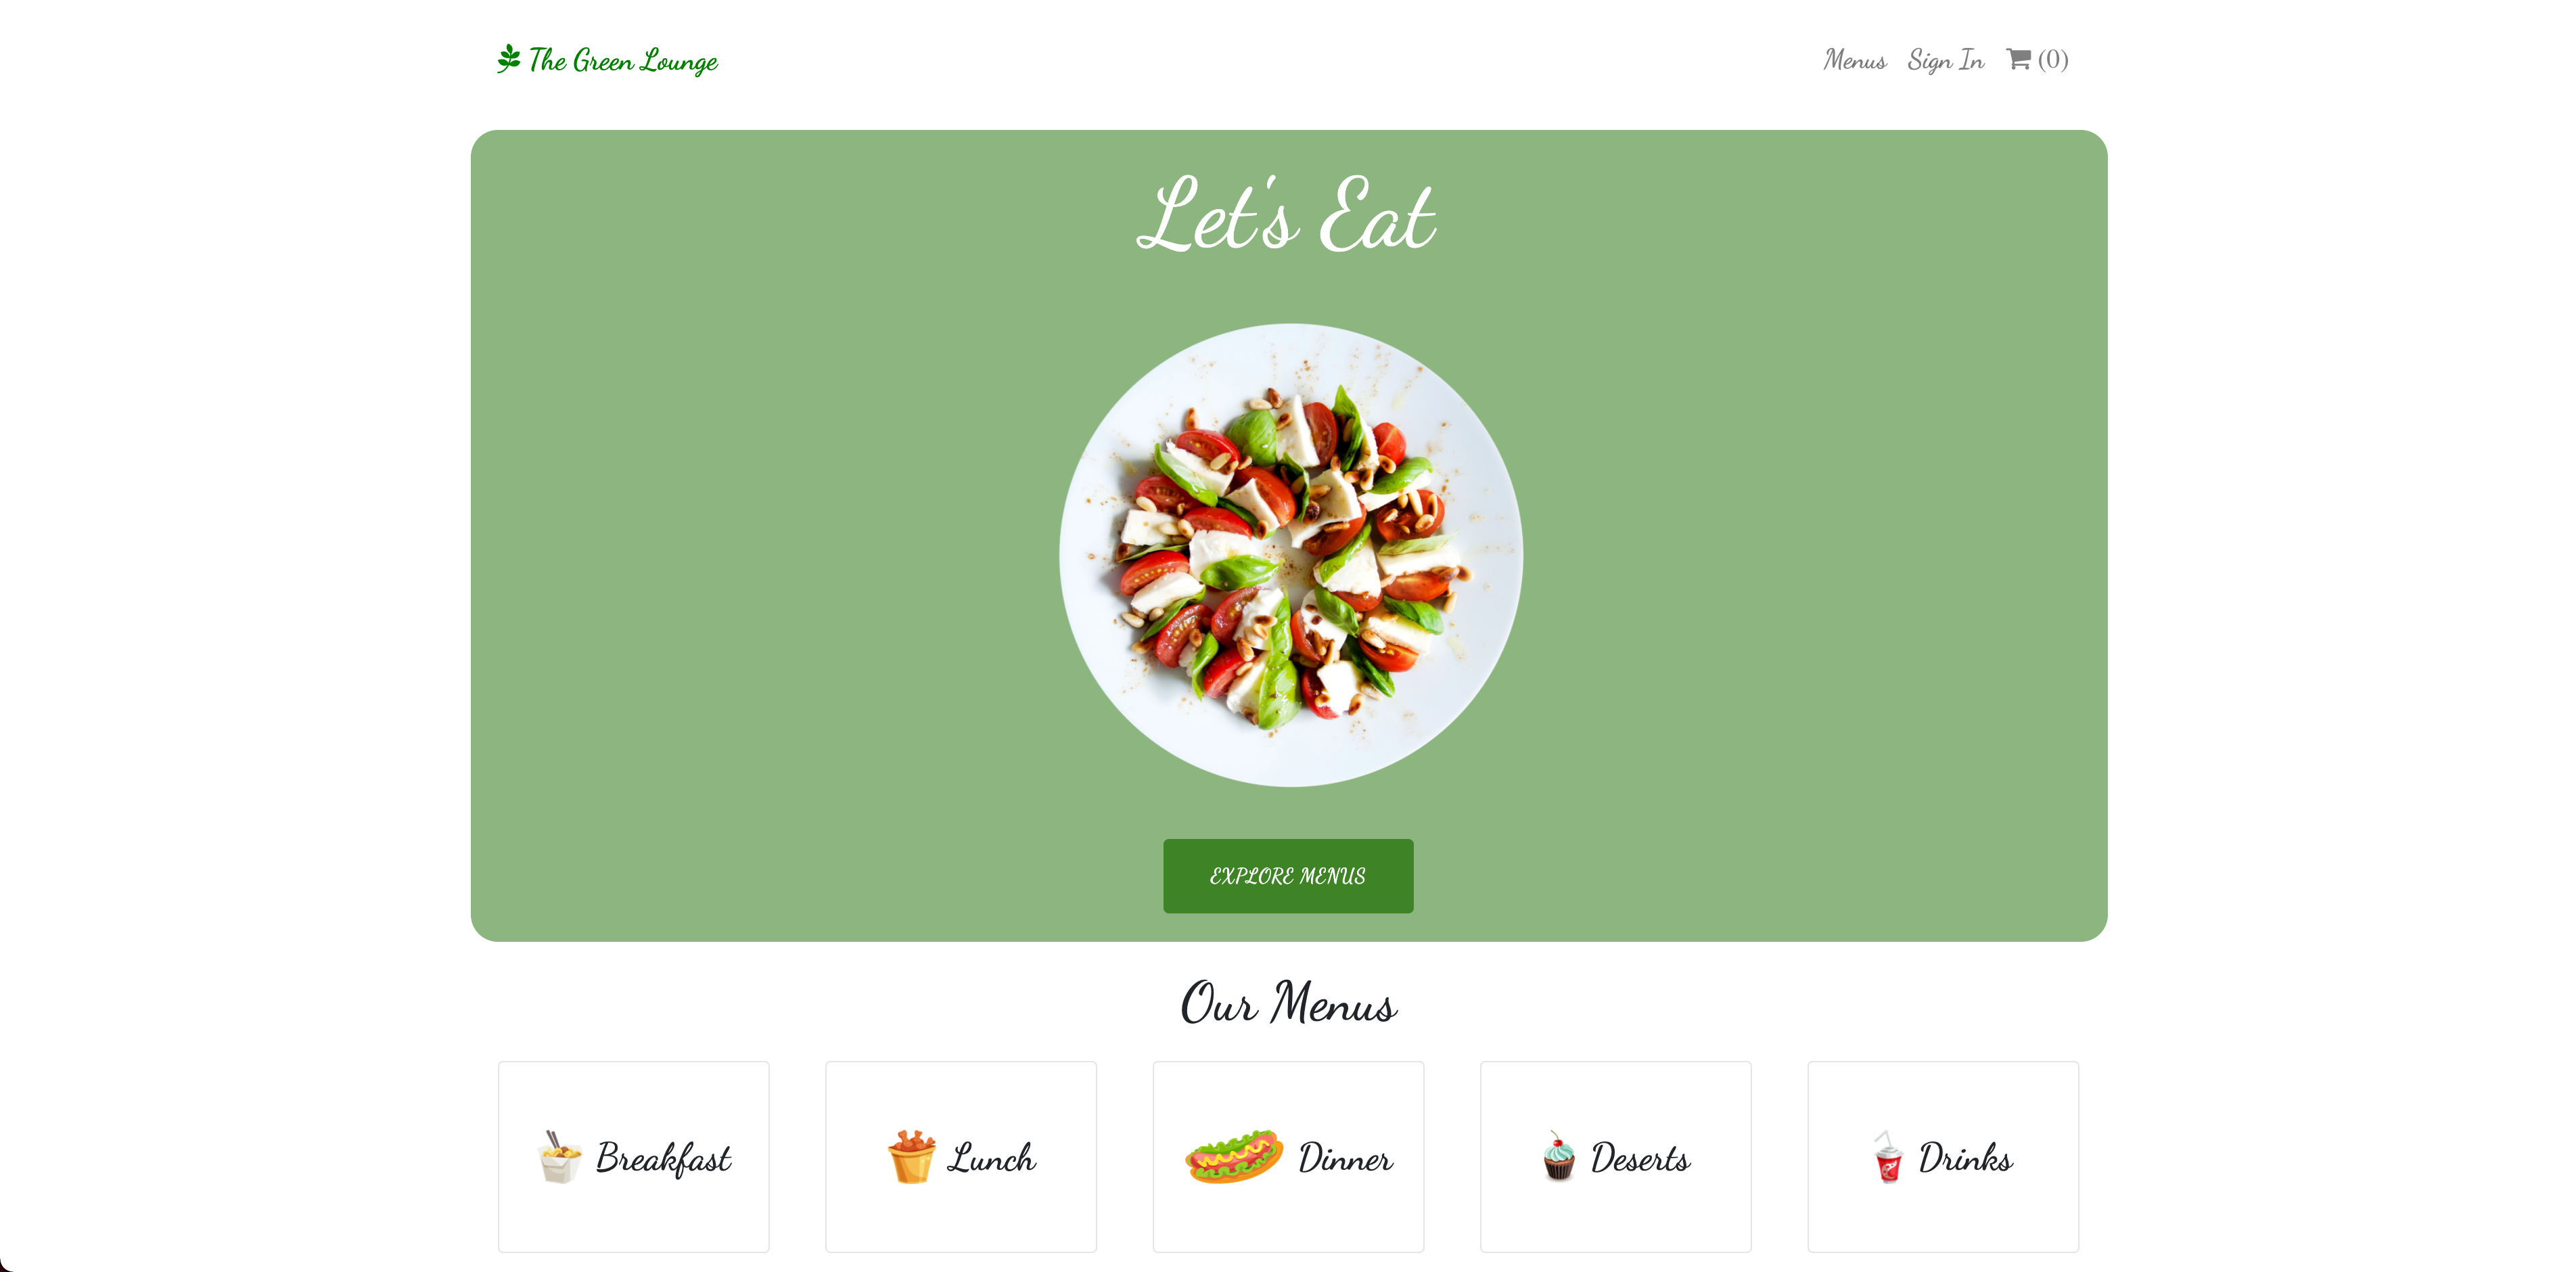 The Green Lounge
Menus Sign In (0)
Let's Eat
EXPLORE MENUS
Our Menus
Breakfast
Lunch
Dinner
Deserts
Drinks